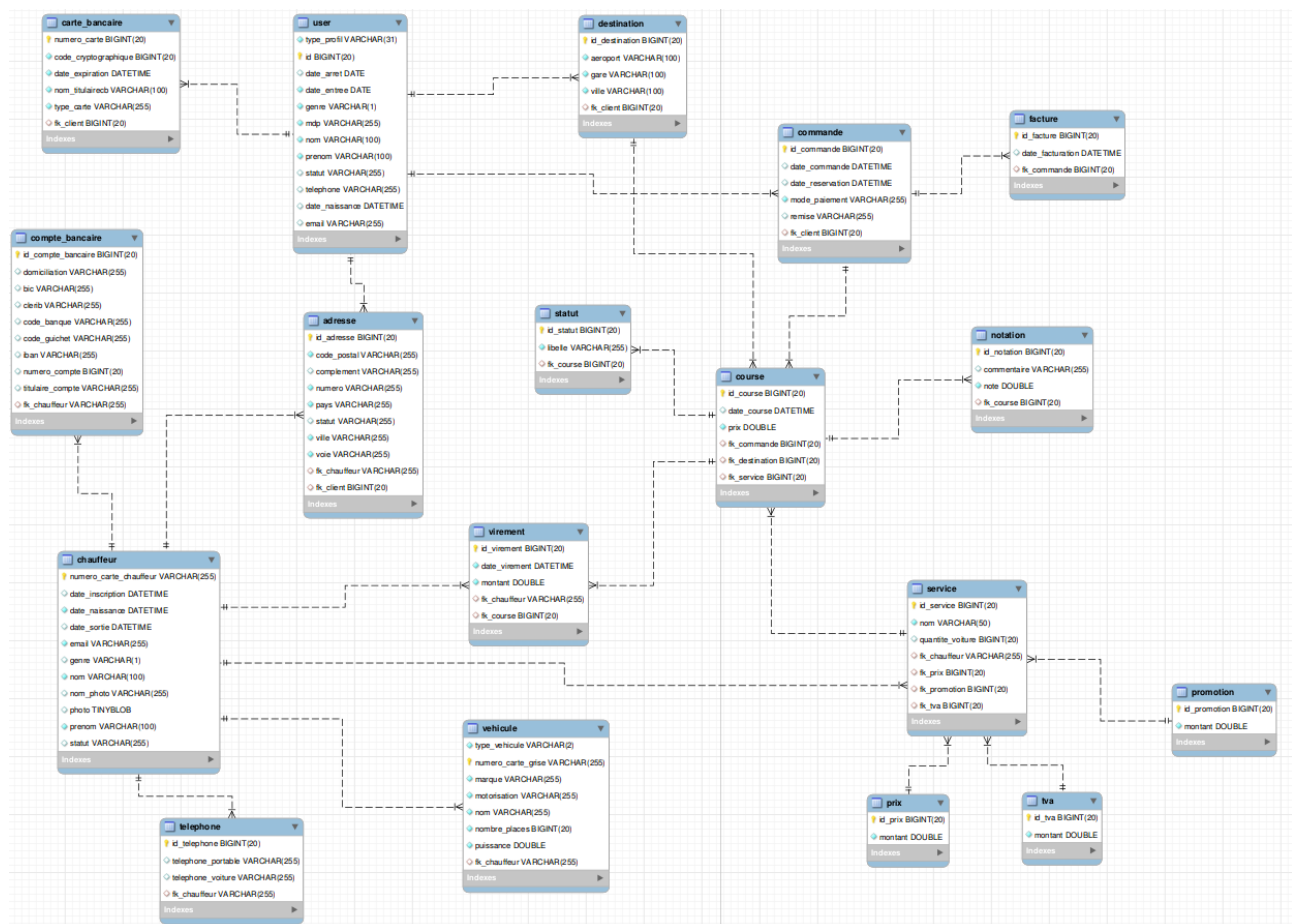 carte_bancaire
numero_carte BIGINT(20)
code_cryptographique BIGINT(20)
date_expiration DATETIME
nom_titulairecb VARCHAR(100)
type_carte VARCHAR(255)
fk_client BIGINT(20)
Indexes
user
type_profil VARCHAR(31)
id BIGINT(20)
date_arret DATE
date_entree DATE
genre VARCHAR(1)
mdp VARCHAR(255)
nom VARCHAR(100)
prenom VARCHAR(100)
statut VARCHAR(255)
telephone VARCHAR(255)
date_naissance DATETIME
email VARCHAR(255)
Indexes
destination
id_destination BIGINT(20)
aeroport VARCHAR(100)
gare VARCHAR(100)
ville VARCHAR(100)
fk_client BIGINT(20)
Indexes
commande
id_commande BIGINT(20)
date_commande DATETIME
date_reservation DATETIME
mode_paiement VARCHAR(255)
remise VARCHAR(255)
fk_client BIGINT(20)
Indexes
facture
id_facture BIGINT(20)
date_facturation DATETIME
fk_commande BIGINT(20)
Indexes
compte_bancaire
id_compte_bancaire BIGINT(20)
domiciliation VARCHAR(255)
bic VARCHAR(255)
clerib VARCHAR(255)
code_banque VARCHAR(255)
code_guichet VARCHAR(255)
iban VARCHAR(255)
numero_compte BIGINT(20)
titulaire_compte VARCHAR(255)
fk_chauffeur VARCHAR(255)
Indexes
adresse
id_adresse BIGINT(20)
code_postal VARCHAR(255)
complement VARCHAR(255)
numero VARCHAR(255)
pays VARCHAR(255)
statut VARCHAR(255)
ville VARCHAR(255)
voie VARCHAR(255)
fk_chauffeur VARCHAR(255)
fk_client BIGINT(20)
Indexes
statut
id_statut BIGINT(20)
libelle VARCHAR(255)
fk_course BIGINT(20)
Indexes
course
id_course BIGINT(20)
date_course DATETIME
prix DOUBLE
fk_commande BIGINT(20)
fk_destination BIGINT(20)
fk_service BIGINT(20)
Indexes
notation
id_notation BIGINT(20)
commentaire VARCHAR(255)
note DOUBLE
fk_course BIGINT(20)
Indexes
chauffeur
numero_carte_chauffeur VARCHAR(255)
date_inscription DATETIME
date_naissance DATETIME
date_sortie DATETIME
email VARCHAR(255)
genre VARCHAR(1)
nom VARCHAR(100)
nom_photo VARCHAR(255)
photo TINYBLOB
prenom VARCHAR(100)
statut VARCHAR(255)
Indexes
virement
id_virement BIGINT(20)
date_virement DATETIME
montant DOUBLE
fk_chauffeur VARCHAR(255)
fk_course BIGINT(20)
Indexes
service
id_service BIGINT(20)
nom VARCHAR(50)
quantite_voiture BIGINT(20)
fk_chauffeur VARCHAR(255)
fk_prix BIGINT(20)
fk_promotion BIGINT(20)
fk_tva BIGINT(20)
Indexes
promotion
id_promotion BIGINT(20)
montant DOUBLE
Indexes
vehicule
type_vehicule VARCHAR(2)
numero_carte_grise VARCHAR(255)
marque VARCHAR(255)
motorisation VARCHAR(255)
nom VARCHAR(255)
nombre_places BIGINT(20)
puissance DOUBLE
fk_chauffeur VARCHAR(255)
Indexes
prix
id_prix BIGINT(20)
montant DOUBLE
Indexes
tva
id_tva BIGINT(20)
montant DOUBLE
Indexes
telephone
id_telephone BIGINT(20)
telephone_portable VARCHAR(255)
telephone_voiture VARCHAR(255)
fk_chauffeur VARCHAR(255)
Indexes